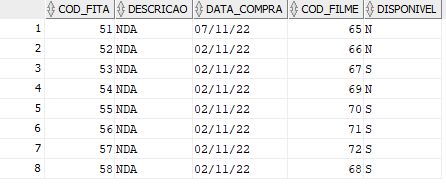 COD_FITA DESCRICAO DATA_COMPRA COD_FILME DISPONIVEL
1 51 NDA 07/11/22 65 N
2 52 NDA 02/11/22 66 N
3 53 NDA 02/11/22 67 S
4 54 NDA 02/11/22 69 N
5 55 NDA 02/11/22 70 S
6 56 NDA 02/11/22 71 S
7 57 NDA 02/11/22 72 S
8 58 NDA 02/11/22 68 S